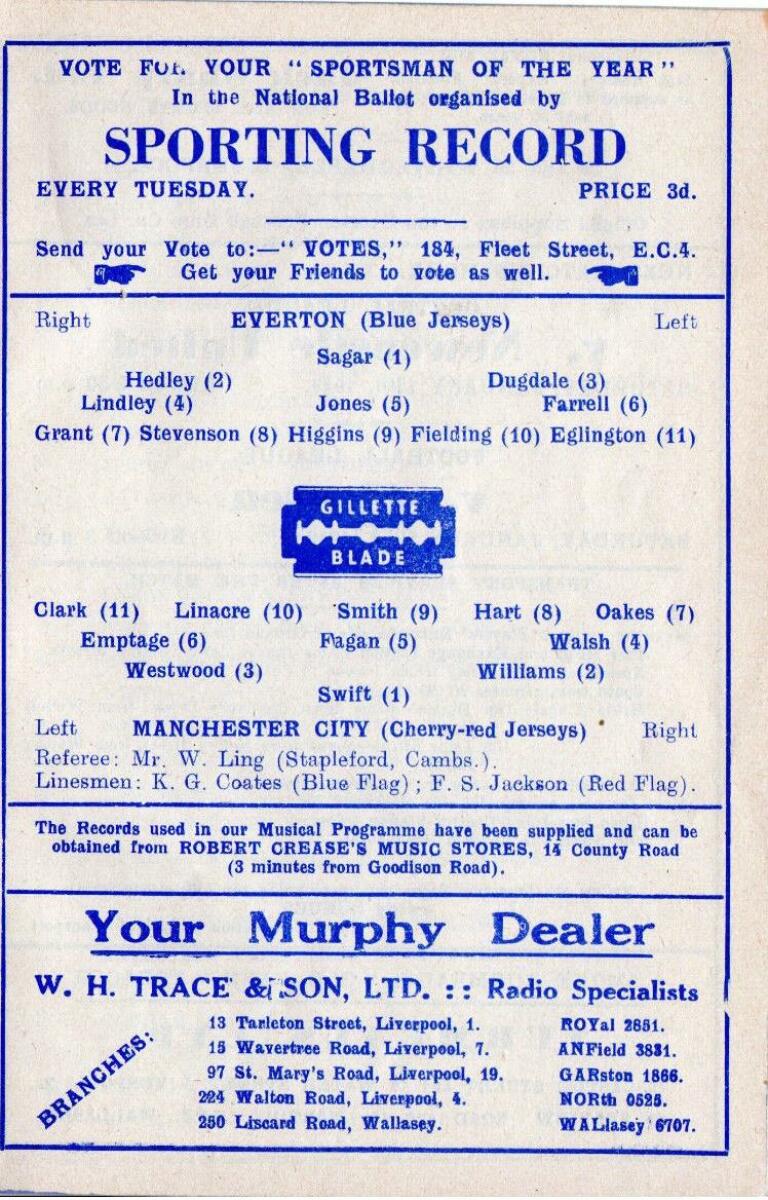 VOTE FOR YOUR "SPORTSMAN OF THE YEAR"
In the National Ballot organised by
SPORTING RECORD
EVERY TUESDAY. PRICE 3d.
Send your Vote to:—"VOTES," 184, Fleet Street, E.C.4.
Get your Friends to vote as well.
Right EVERTON (Blue Jerseys) Left
Sagar (1)
Hedley (2) Dugdale (3)
Lindley (4) Jones (5) Farrell (6)
Grant (7) Stevenson (8) Higgins (9) Fielding (10) Eglington (11)
GILLETTE
BLADE
Clark (11) Linacre (10) Smith (9) Hart (8) Oakes (7)
Emptage (6) Fagan (5) Walsh (4)
Westwood (3) Williams (2)
Swift (1)
Left MANCHESTER CITY (Cherry-red Jerseys) Right
Referee: Mr. W. Ling (Stapleford, Cambs.).
Linesmen: K. G. Coates (Blue Flag); F. S. Jackson (Red Flag).
The Records used in our Musical Programme have been supplied and can be
obtained from ROBERT CREASE'S MUSIC STORES, 14 County Road
(3 minutes from Goodison Road).
Your Murphy Dealer
W. H. TRACE & SON, LTD. :: Radio Specialists
BRANCHES:
13 Tarleton Street, Liverpool, 1. ROYal 2651.
15 Wavertree Road, Liverpool, 7. ANField 3831.
97 St. Mary's Road, Liverpool, 19. GARston 1866.
224 Walton Road, Liverpool, 4. NORth 0525.
250 Liscard Road, Wallasey. WALlasey 6707.